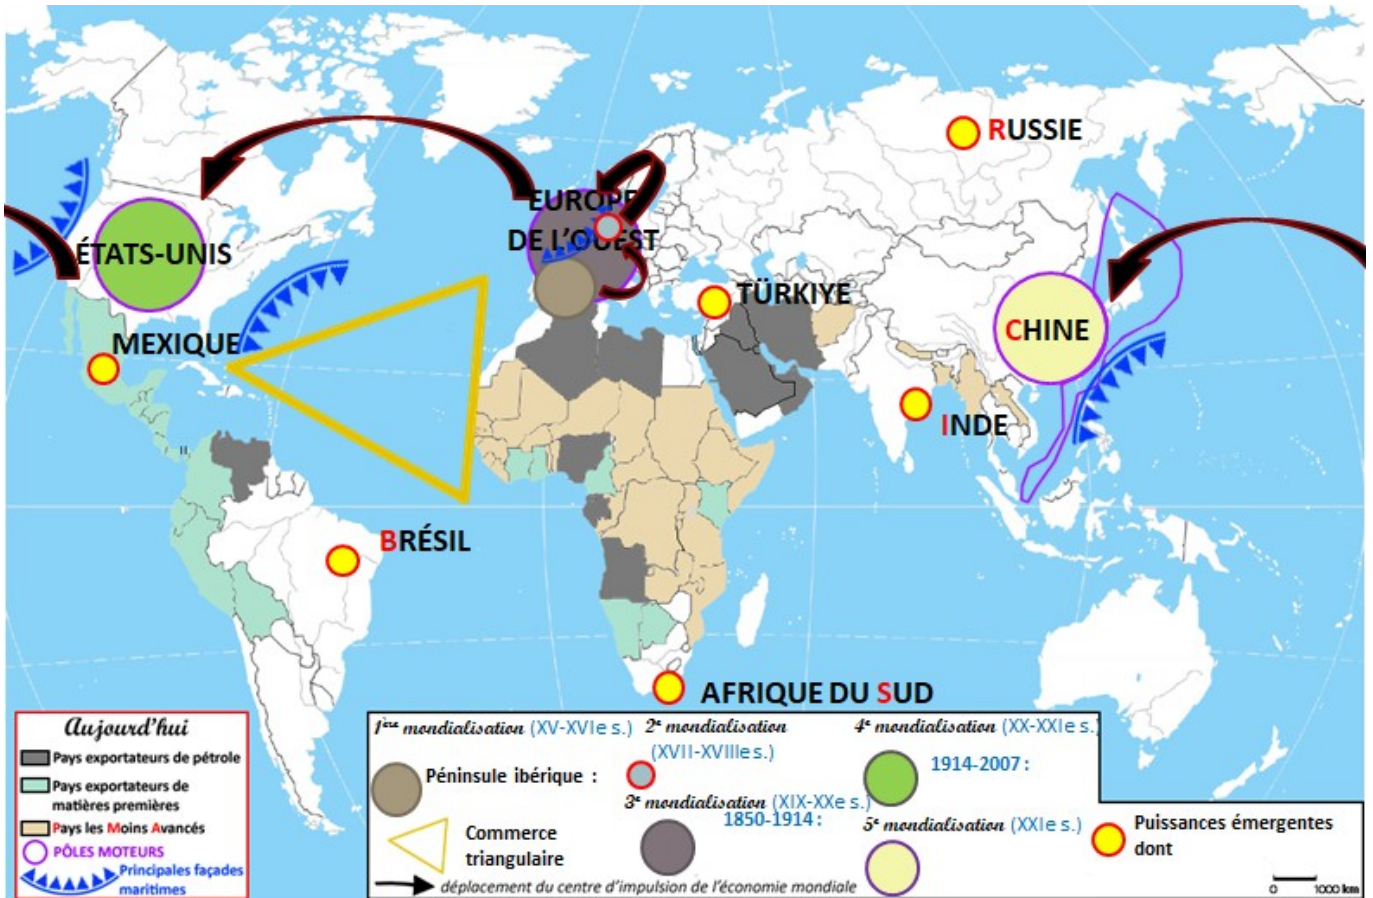 RUSSIE
EUROPE
DE L'OUEST
ÉTATS-UNIS
TÜRKIYE
CHINE
MEXIQUE
INDE
BRÉSIL
AFRIQUE DU SUD
Aujourd'hui
Pays exportateurs de pétrole
Pays exportateurs de
matières premières
Pays les Moins Avancés
PÔLES MOTEURS
Principales façades
maritimes
1ère mondialisation (XV-XVIe s.)
Péninsule ibérique :
Commerce
triangulaire
déplacement du centre d'impulsion de l'économie mondiale
2e mondialisation
(XVII-XVIIIe s.)
3e mondialisation (XIX-XXe s.)
1850-1914 :
4e mondialisation (XX-XXIe s.)
1914-2007 :
5e mondialisation (XXIe s.)
Puissances émergentes
dont
0 1000 km